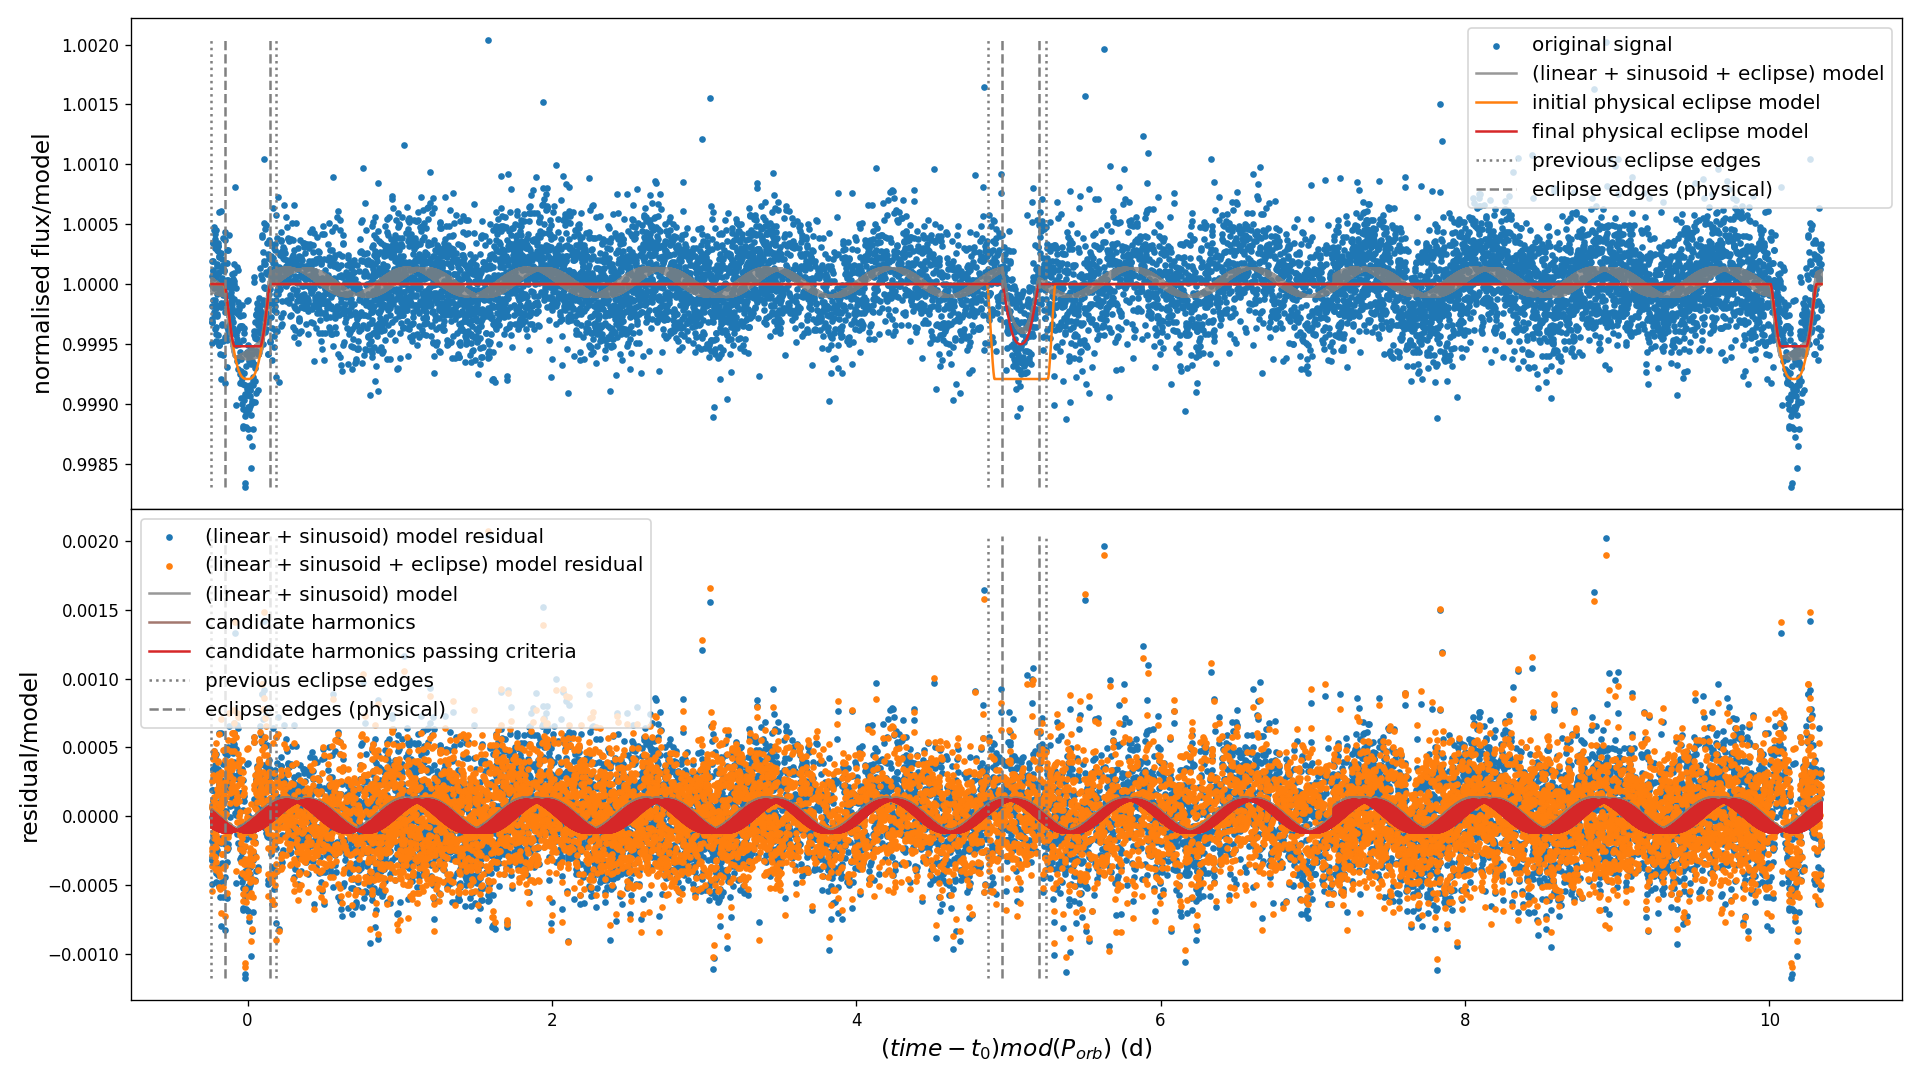 normalised flux/model
1.0020
1.0015
1.0010
1.0005
1.0000
0.9995
0.9990
0.9985
original signal
(linear + sinusoid + eclipse) model
initial physical eclipse model
final physical eclipse model
previous eclipse edges
eclipse edges (physical)
residual/model
0.0020
0.0015
0.0010
0.0005
0.0000
−0.0005
−0.0010
(linear + sinusoid) model residual
(linear + sinusoid + eclipse) model residual
(linear + sinusoid) model
candidate harmonics
candidate harmonics passing criteria
previous eclipse edges
eclipse edges (physical)
0 2 4 6 8 10
(time − t₀)mod(P_orb) (d)